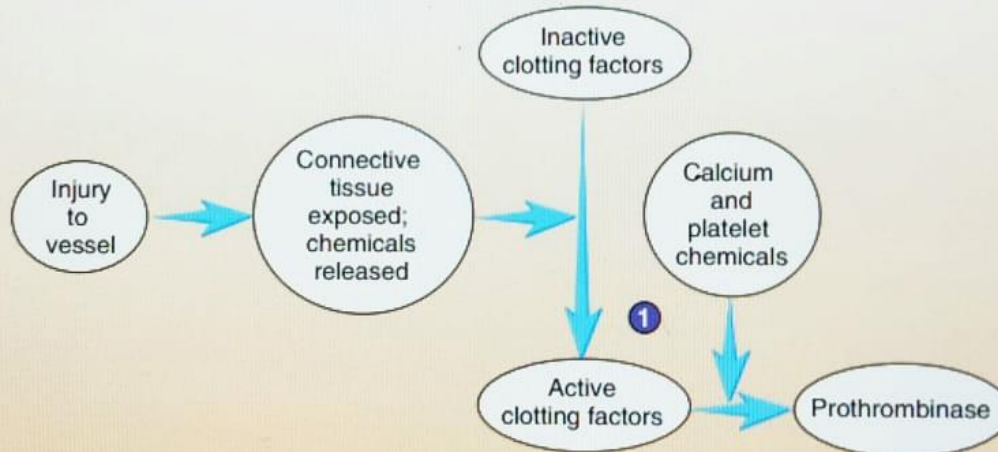 Inactive
clotting factors
Injury
to
vessel
Connective
tissue
exposed;
chemicals
released
Calcium
and
platelet
chemicals
1
Active
clotting factors
Prothrombinase